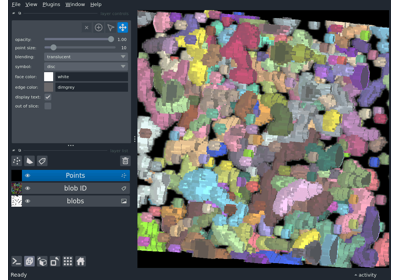 File View Plugins Window Help
opacity: 1.00
point size: 10
blending: translucent
symbol: disc
face color: white
edge color: dimgrey
display text: ✓
out of slice:
Points
blob ID
blobs
Ready
activity